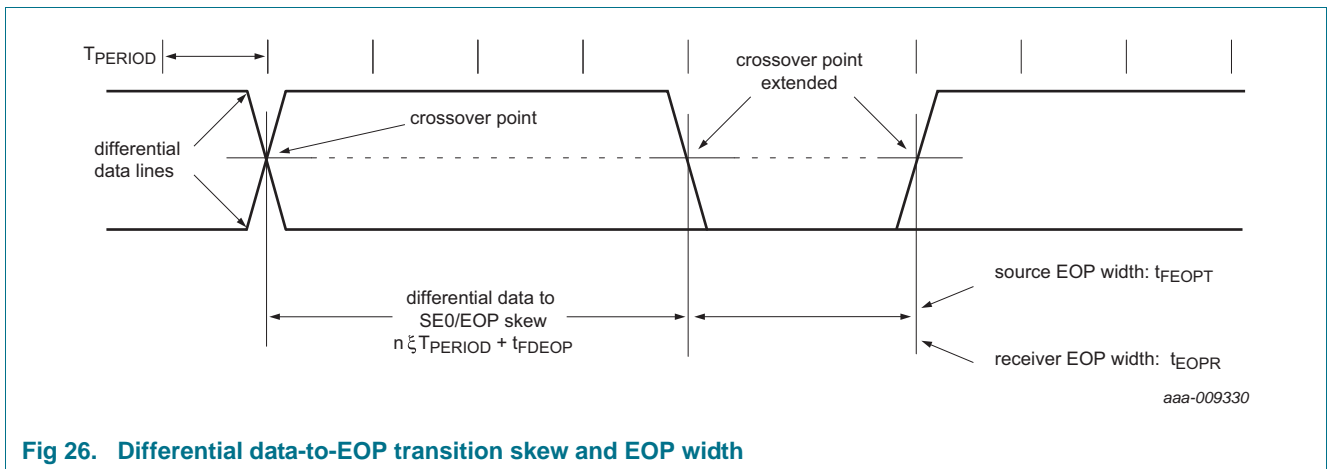 TPERIOD
crossover point
extended
crossover point
differential
data lines
differential data to
SE0/EOP skew
n ξ TPERIOD + tFDEOP
source EOP width: tFEOPT
receiver EOP width: tEOPR
aaa-009330
Fig 26. Differential data-to-EOP transition skew and EOP width